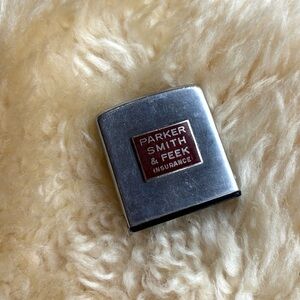 PARKER
SMITH
& FEEK
INSURANCE